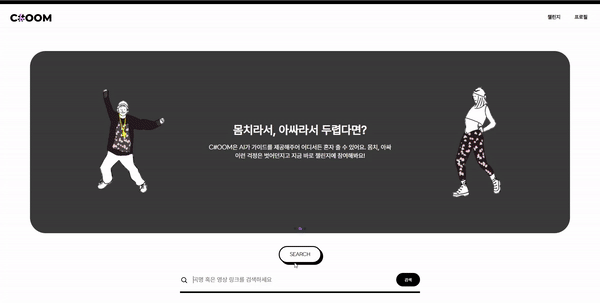 C#OOM
챌린지 프로필
몸치라서, 아싸라서 두렵다면?
C#OOM은 AI가 가이드를 제공해주어 어디서든 혼자 출 수 있어요. 몸치, 아싸
이런 걱정은 벗어던지고 지금 바로 챌린지에 참여해봐요!
SEARCH
곡명 혹은 영상 링크를 검색하세요
검색